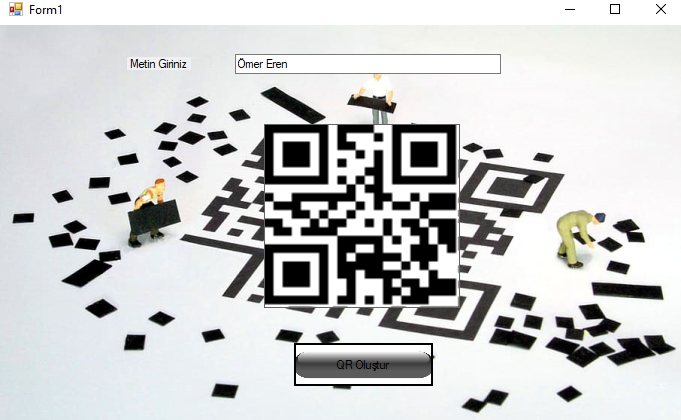 Form1
Metin Giriniz
Ömer Eren
QR Oluştur